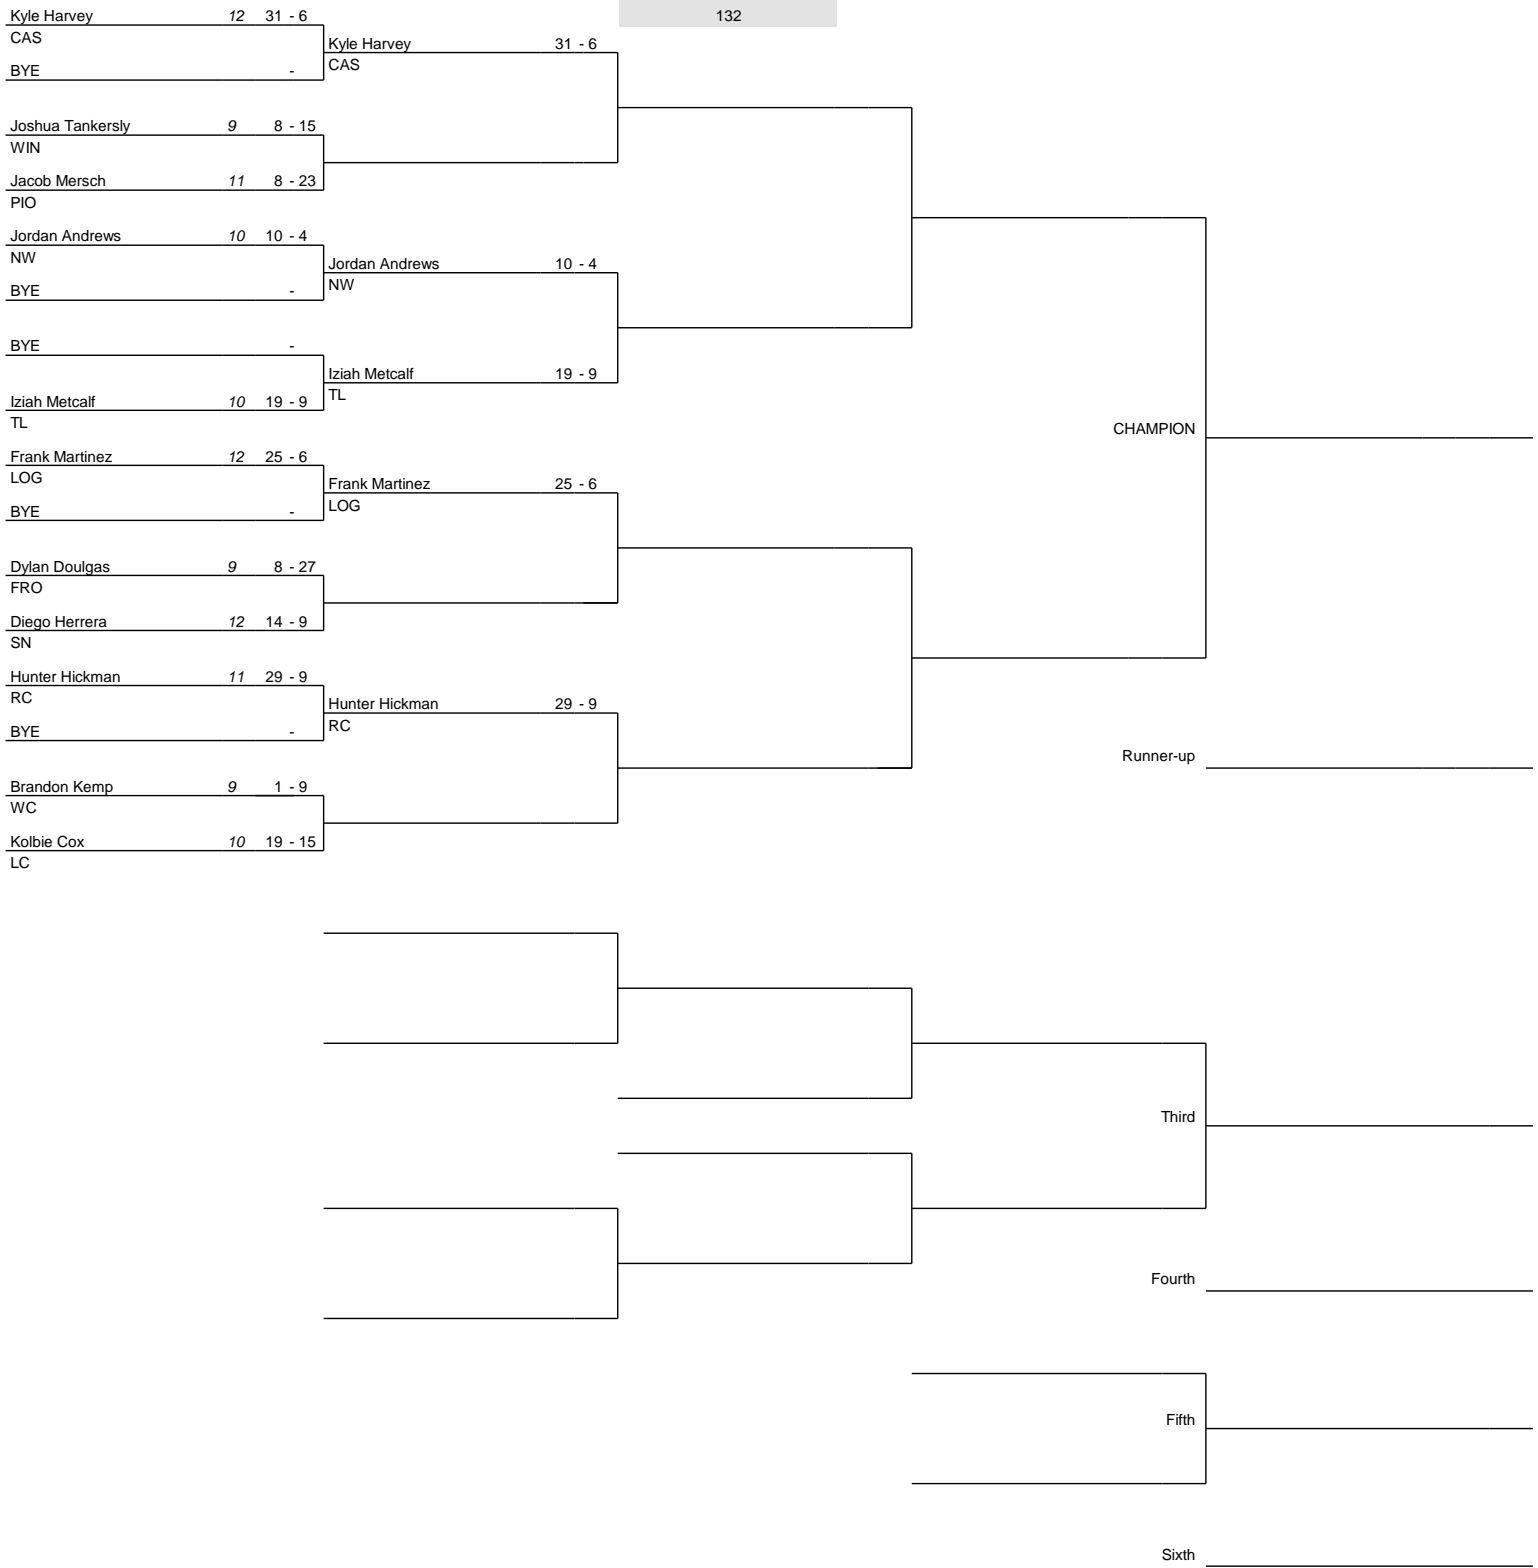 Kyle Harvey 12 31 - 6
132
CAS
Kyle Harvey 31 - 6
BYE -
CAS
Joshua Tankersly 9 8 - 15
WIN
Jacob Mersch 11 8 - 23
PIO
Jordan Andrews 10 10 - 4
NW
Jordan Andrews 10 - 4
BYE -
NW
BYE -
Iziah Metcalf 19 - 9
TL
Iziah Metcalf 10 19 - 9
TL
CHAMPION
Frank Martinez 12 25 - 6
LOG
Frank Martinez 25 - 6
LOG
BYE -
Dylan Doulgas 9 8 - 27
FRO
Diego Herrera 12 14 - 9
SN
Hunter Hickman 11 29 - 9
RC
Hunter Hickman 29 - 9
RC
BYE -
Runner-up
Brandon Kemp 9 1 - 9
WC
Kolbie Cox 10 19 - 15
LC
Third
Fourth
Fifth
Sixth